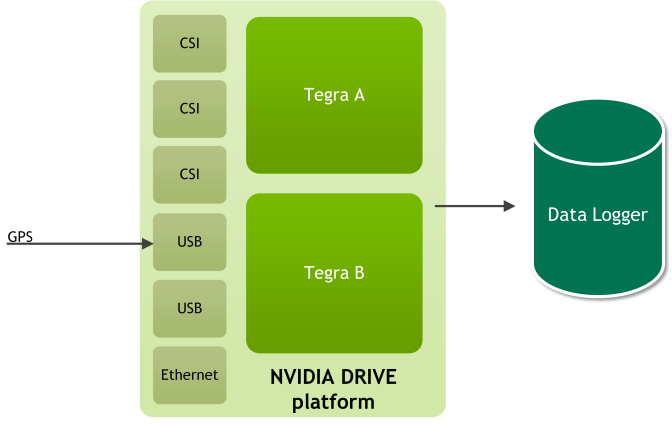 CSI
CSI
CSI
USB
USB
Ethernet
GPS
Tegra A
Tegra B
NVIDIA DRIVE
platform
Data Logger